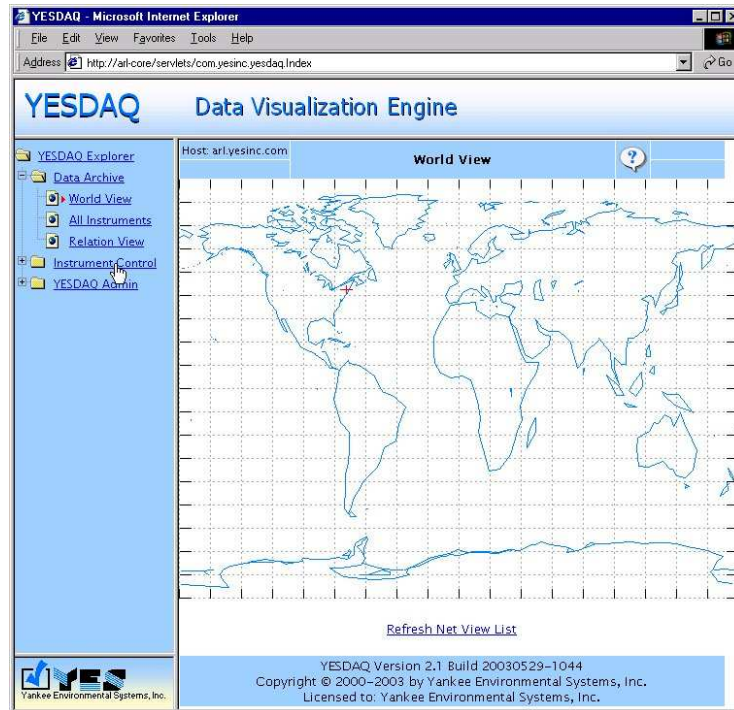 YESDAQ - Microsoft Internet Explorer
File Edit View Favorites Tools Help
Address http://arl-core/servlets/com.yesinc.yesdaq.Index Go
YESDAQ Data Visualization Engine
YESDAQ Explorer
Data Archive
World View
All Instruments
Relation View
Instrument Control
YESDAQ Admin
Host: arl.yesinc.com
World View
?
Refresh Net View List
YES
Yankee Environmental Systems, Inc.
YESDAQ Version 2.1 Build 20030529-1044
Copyright © 2000-2003 by Yankee Environmental Systems, Inc.
Licensed to: Yankee Environmental Systems, Inc.